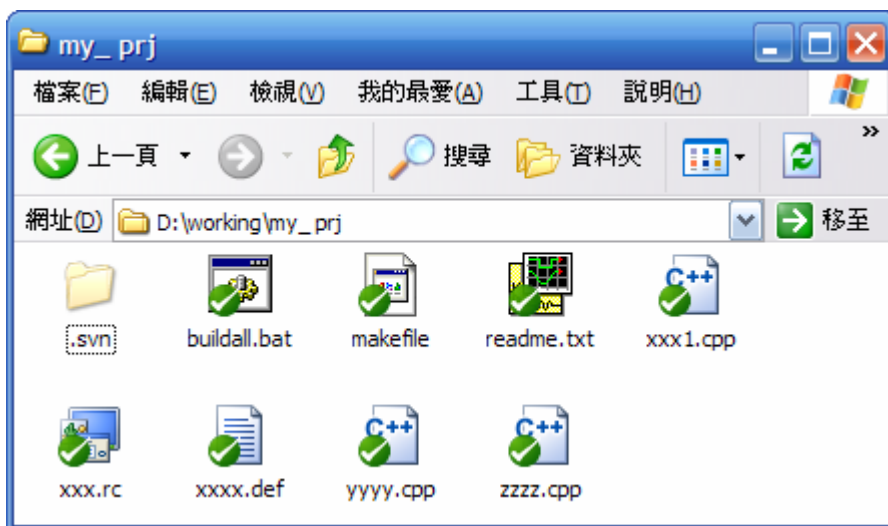 my_ prj
檔案(F) 編輯(E) 檢視(V) 我的最愛(A) 工具(T) 說明(H)
上一頁 搜尋 資料夾 »
網址(D) D:\working\my_ prj 移至
.svn buildall.bat makefile readme.txt xxx1.cpp
xxx.rc xxxx.def yyyy.cpp zzzz.cpp